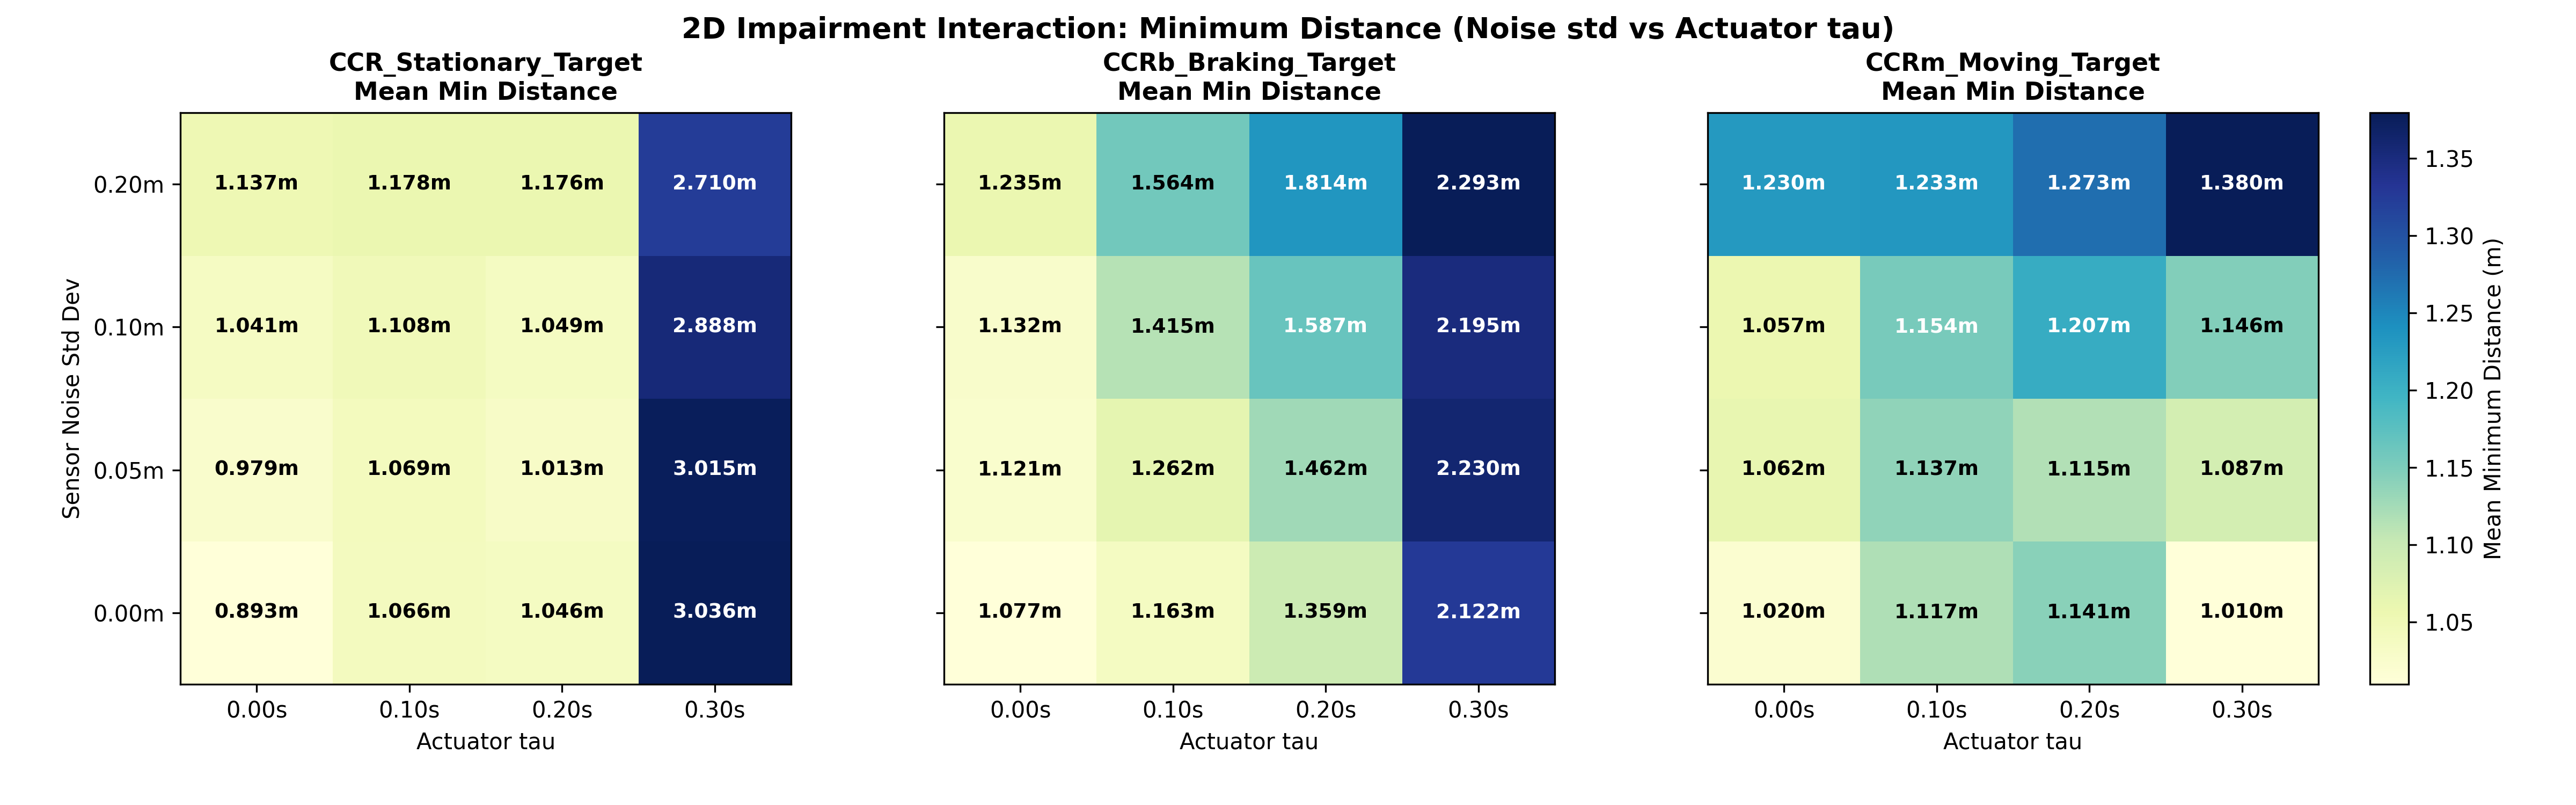 2D Impairment Interaction: Minimum Distance (Noise std vs Actuator tau)
CCR_Stationary_Target
Mean Min Distance
Sensor Noise Std Dev
0.20m
0.10m
0.05m
0.00m
1.137m 1.178m 1.176m 2.710m
1.041m 1.108m 1.049m 2.888m
0.979m 1.069m 1.013m 3.015m
0.893m 1.066m 1.046m 3.036m
0.00s 0.10s 0.20s 0.30s
Actuator tau
CCRb_Braking_Target
Mean Min Distance
1.235m 1.564m 1.814m 2.293m
1.132m 1.415m 1.587m 2.195m
1.121m 1.262m 1.462m 2.230m
1.077m 1.163m 1.359m 2.122m
0.00s 0.10s 0.20s 0.30s
Actuator tau
CCRm_Moving_Target
Mean Min Distance
1.230m 1.233m 1.273m 1.380m
1.057m 1.154m 1.207m 1.146m
1.062m 1.137m 1.115m 1.087m
1.020m 1.117m 1.141m 1.010m
0.00s 0.10s 0.20s 0.30s
Actuator tau
1.35
1.30
1.25
1.20
1.15
1.10
1.05
Mean Minimum Distance (m)